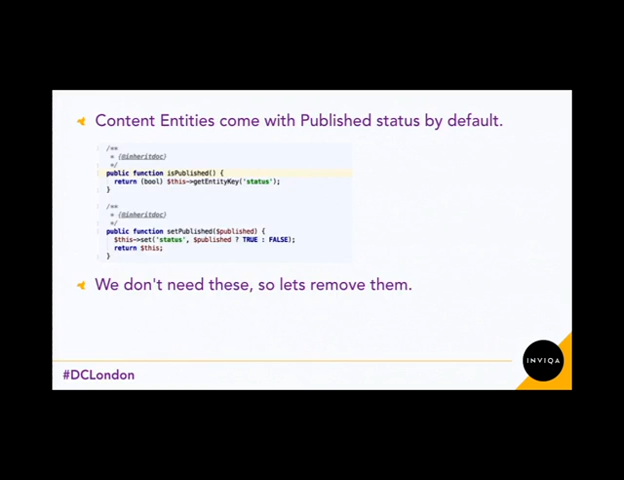 Content Entities come with Published status by default.
/**
* {@inheritdoc}
*/
public function isPublished() {
return (bool) $this->getEntityKey('status');
}
/**
* {@inheritdoc}
*/
public function setPublished($published) {
$this->set('status', $published ? TRUE : FALSE);
return $this;
}
We don't need these, so lets remove them.
INVIQA
#DCLondon